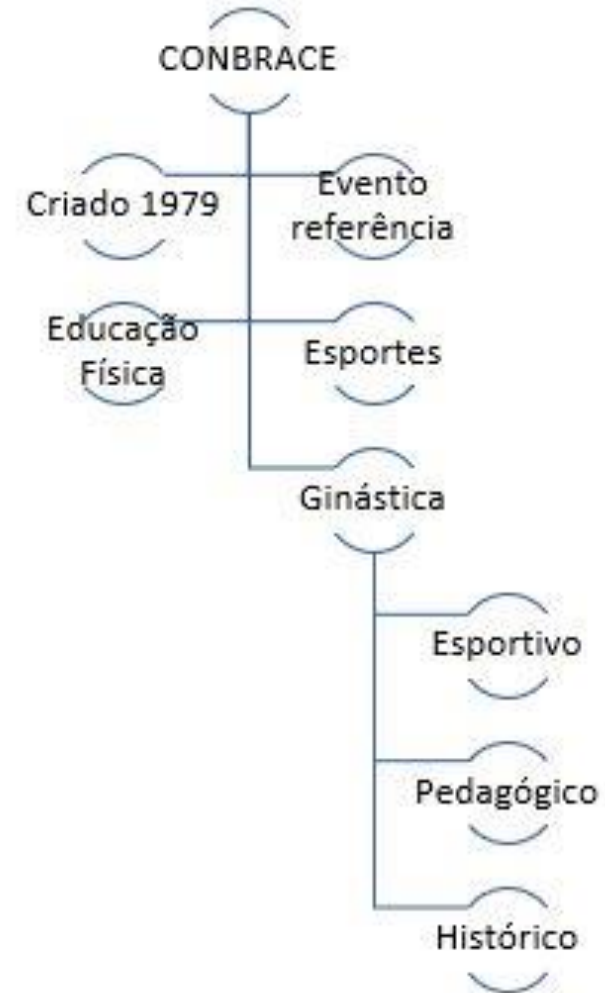 CONBRACE
Criado 1979
Evento
referência
Educação
Física
Esportes
Ginástica
Esportivo
Pedagógico
Histórico